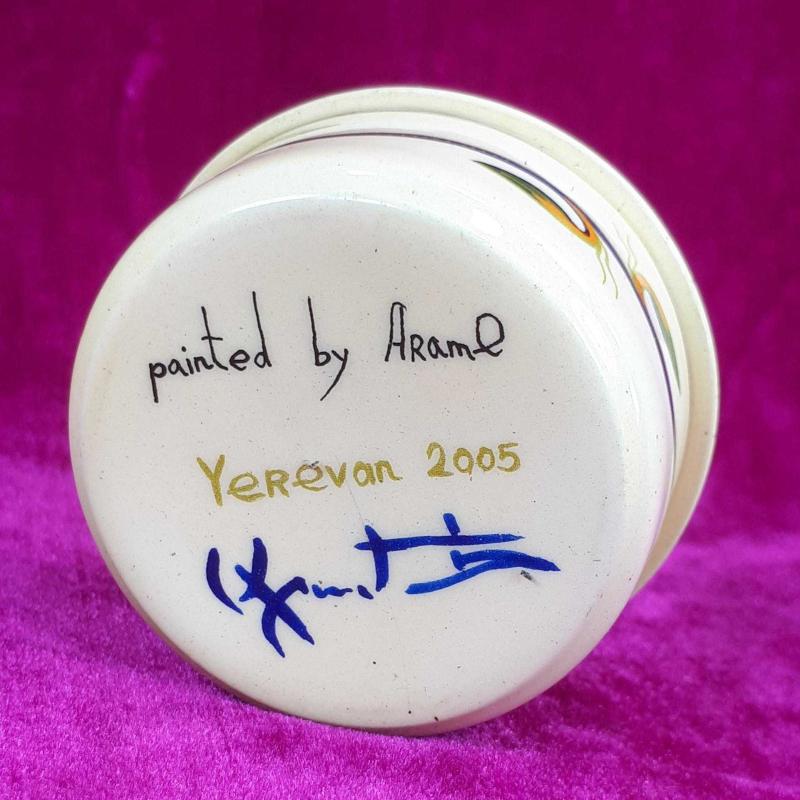 painted by Arame
Yerevan 2005